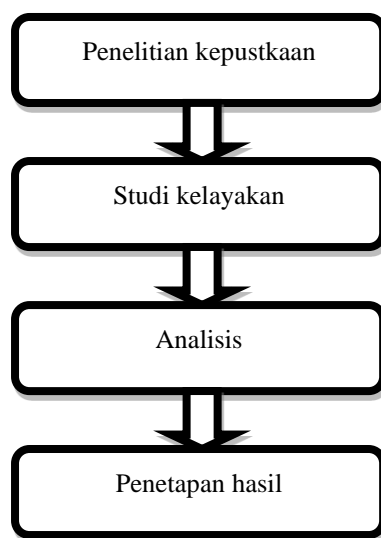 Penelitian kepustkaan
Studi kelayakan
Analisis
Penetapan hasil